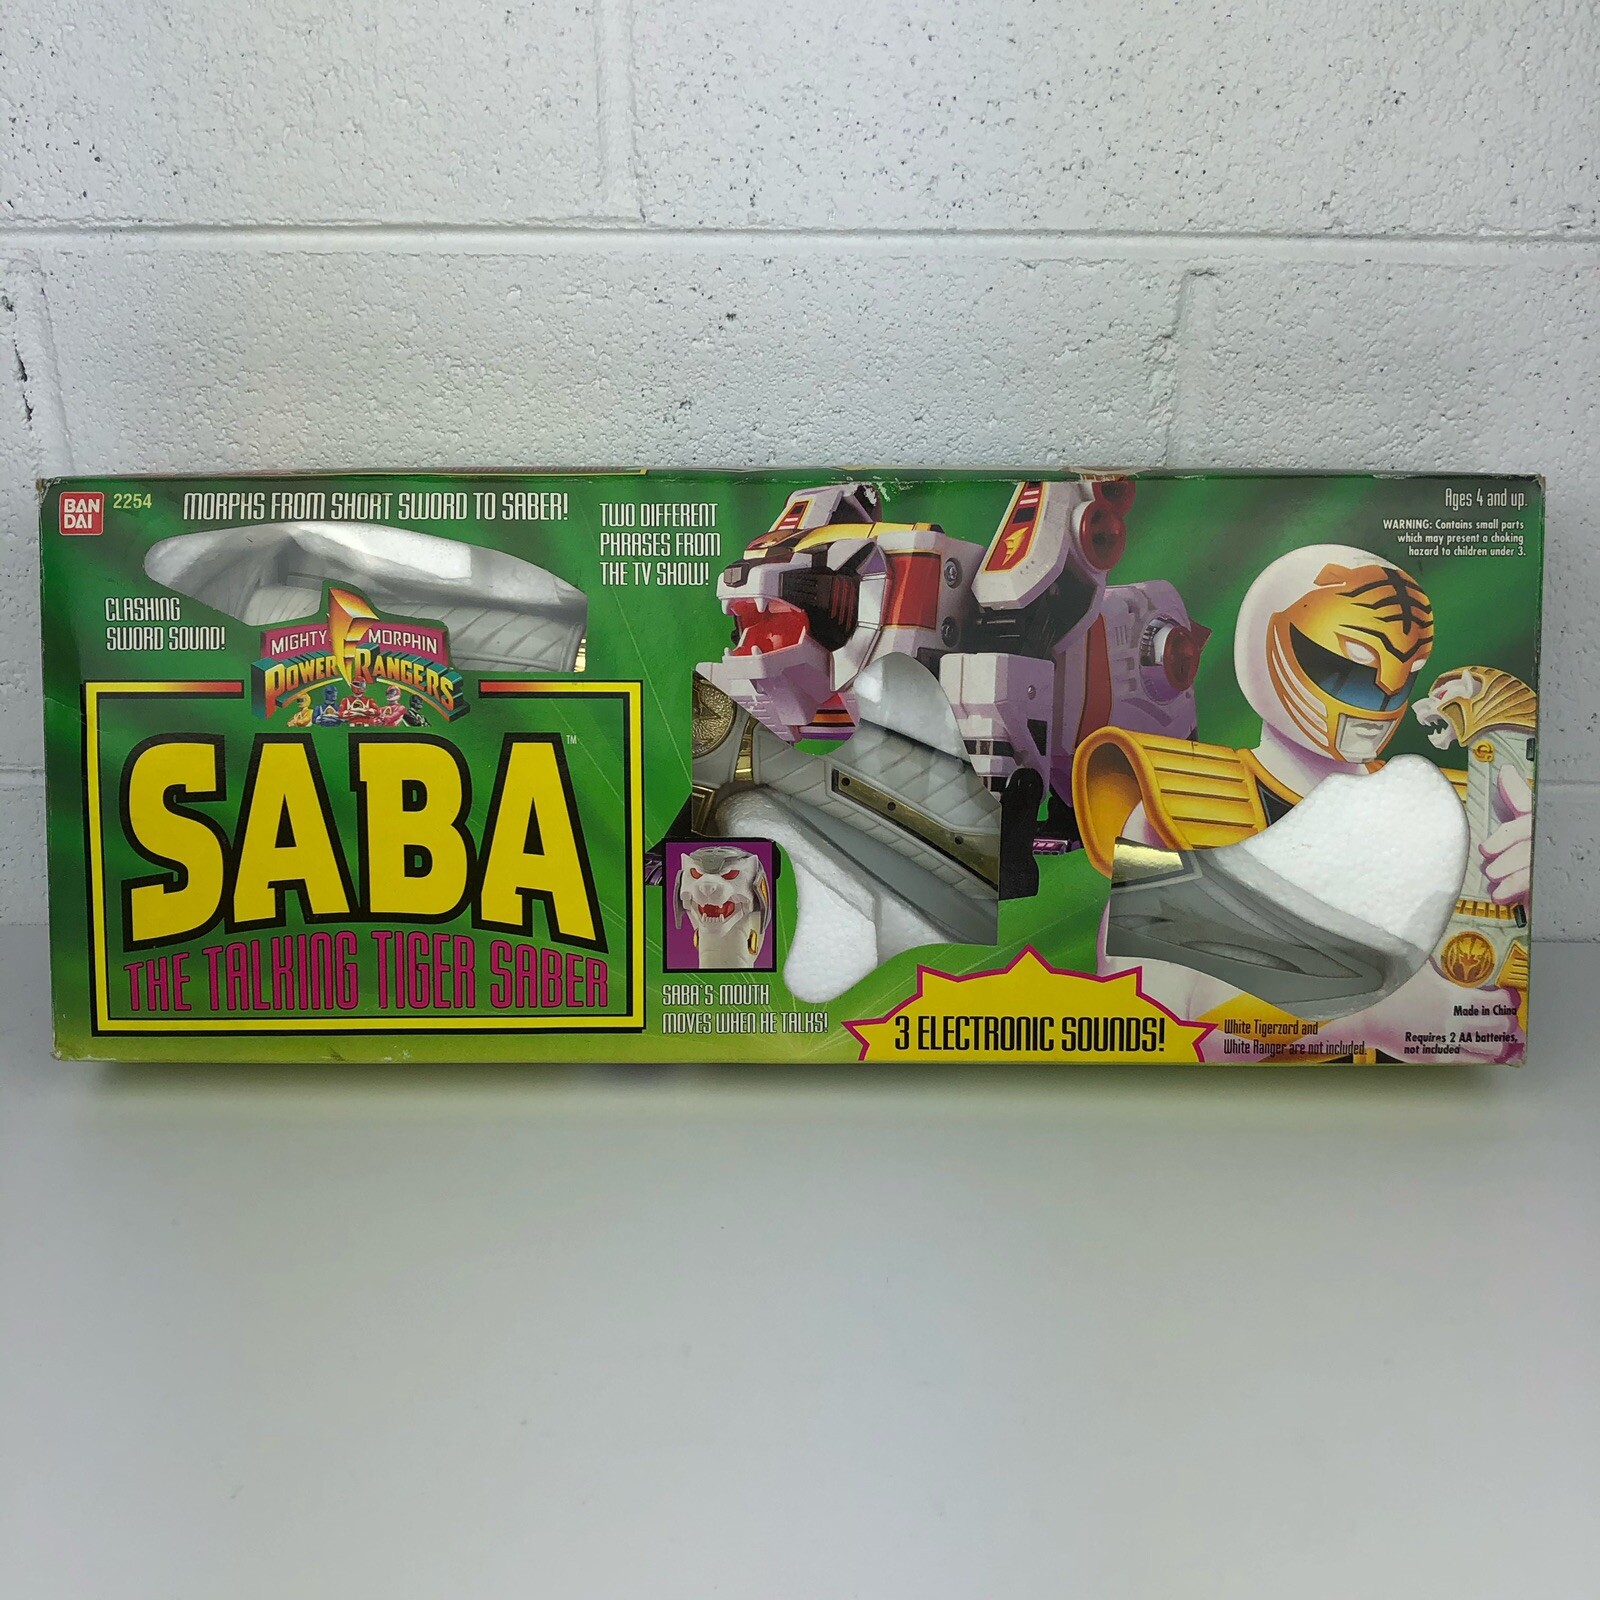 BAN
DAI
2254
MORPHS FROM SHORT SWORD TO SABER!
CLASHING
SWORD SOUND!
TWO DIFFERENT
PHRASES FROM
THE TV SHOW!
Ages 4 and up.
WARNING: Contains small parts
which may present a choking
hazard to children under 3.
MIGHTY MORPHIN
POWER RANGERS
SABA™
THE TALKING TIGER SABER
SABA'S MOUTH
MOVES WHEN HE TALKS!
3 ELECTRONIC SOUNDS!
White Tigerzord and
White Ranger are not included.
Made in China
Requires 2 AA batteries,
not included